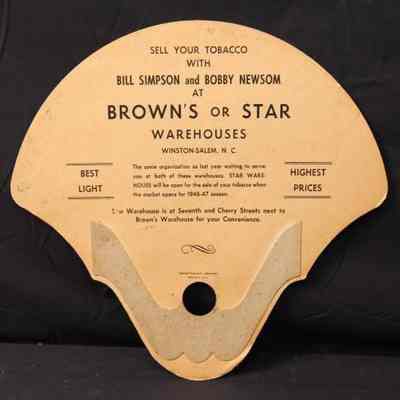 SELL YOUR TOBACCO
WITH
BILL SIMPSON and BOBBY NEWSOM
AT
BROWN'S OR STAR
WAREHOUSES
WINSTON-SALEM, N. C.
BEST
LIGHT
The same organization as last year waiting to serve
you at both of these warehouses. STAR WARE-
HOUSE will be open for the sale of your tobacco when
the market opens for 1946-47 season.
HIGHEST
PRICES
Star Warehouse is at Seventh and Cherry Streets next to
Brown's Warehouse for your Convenience.